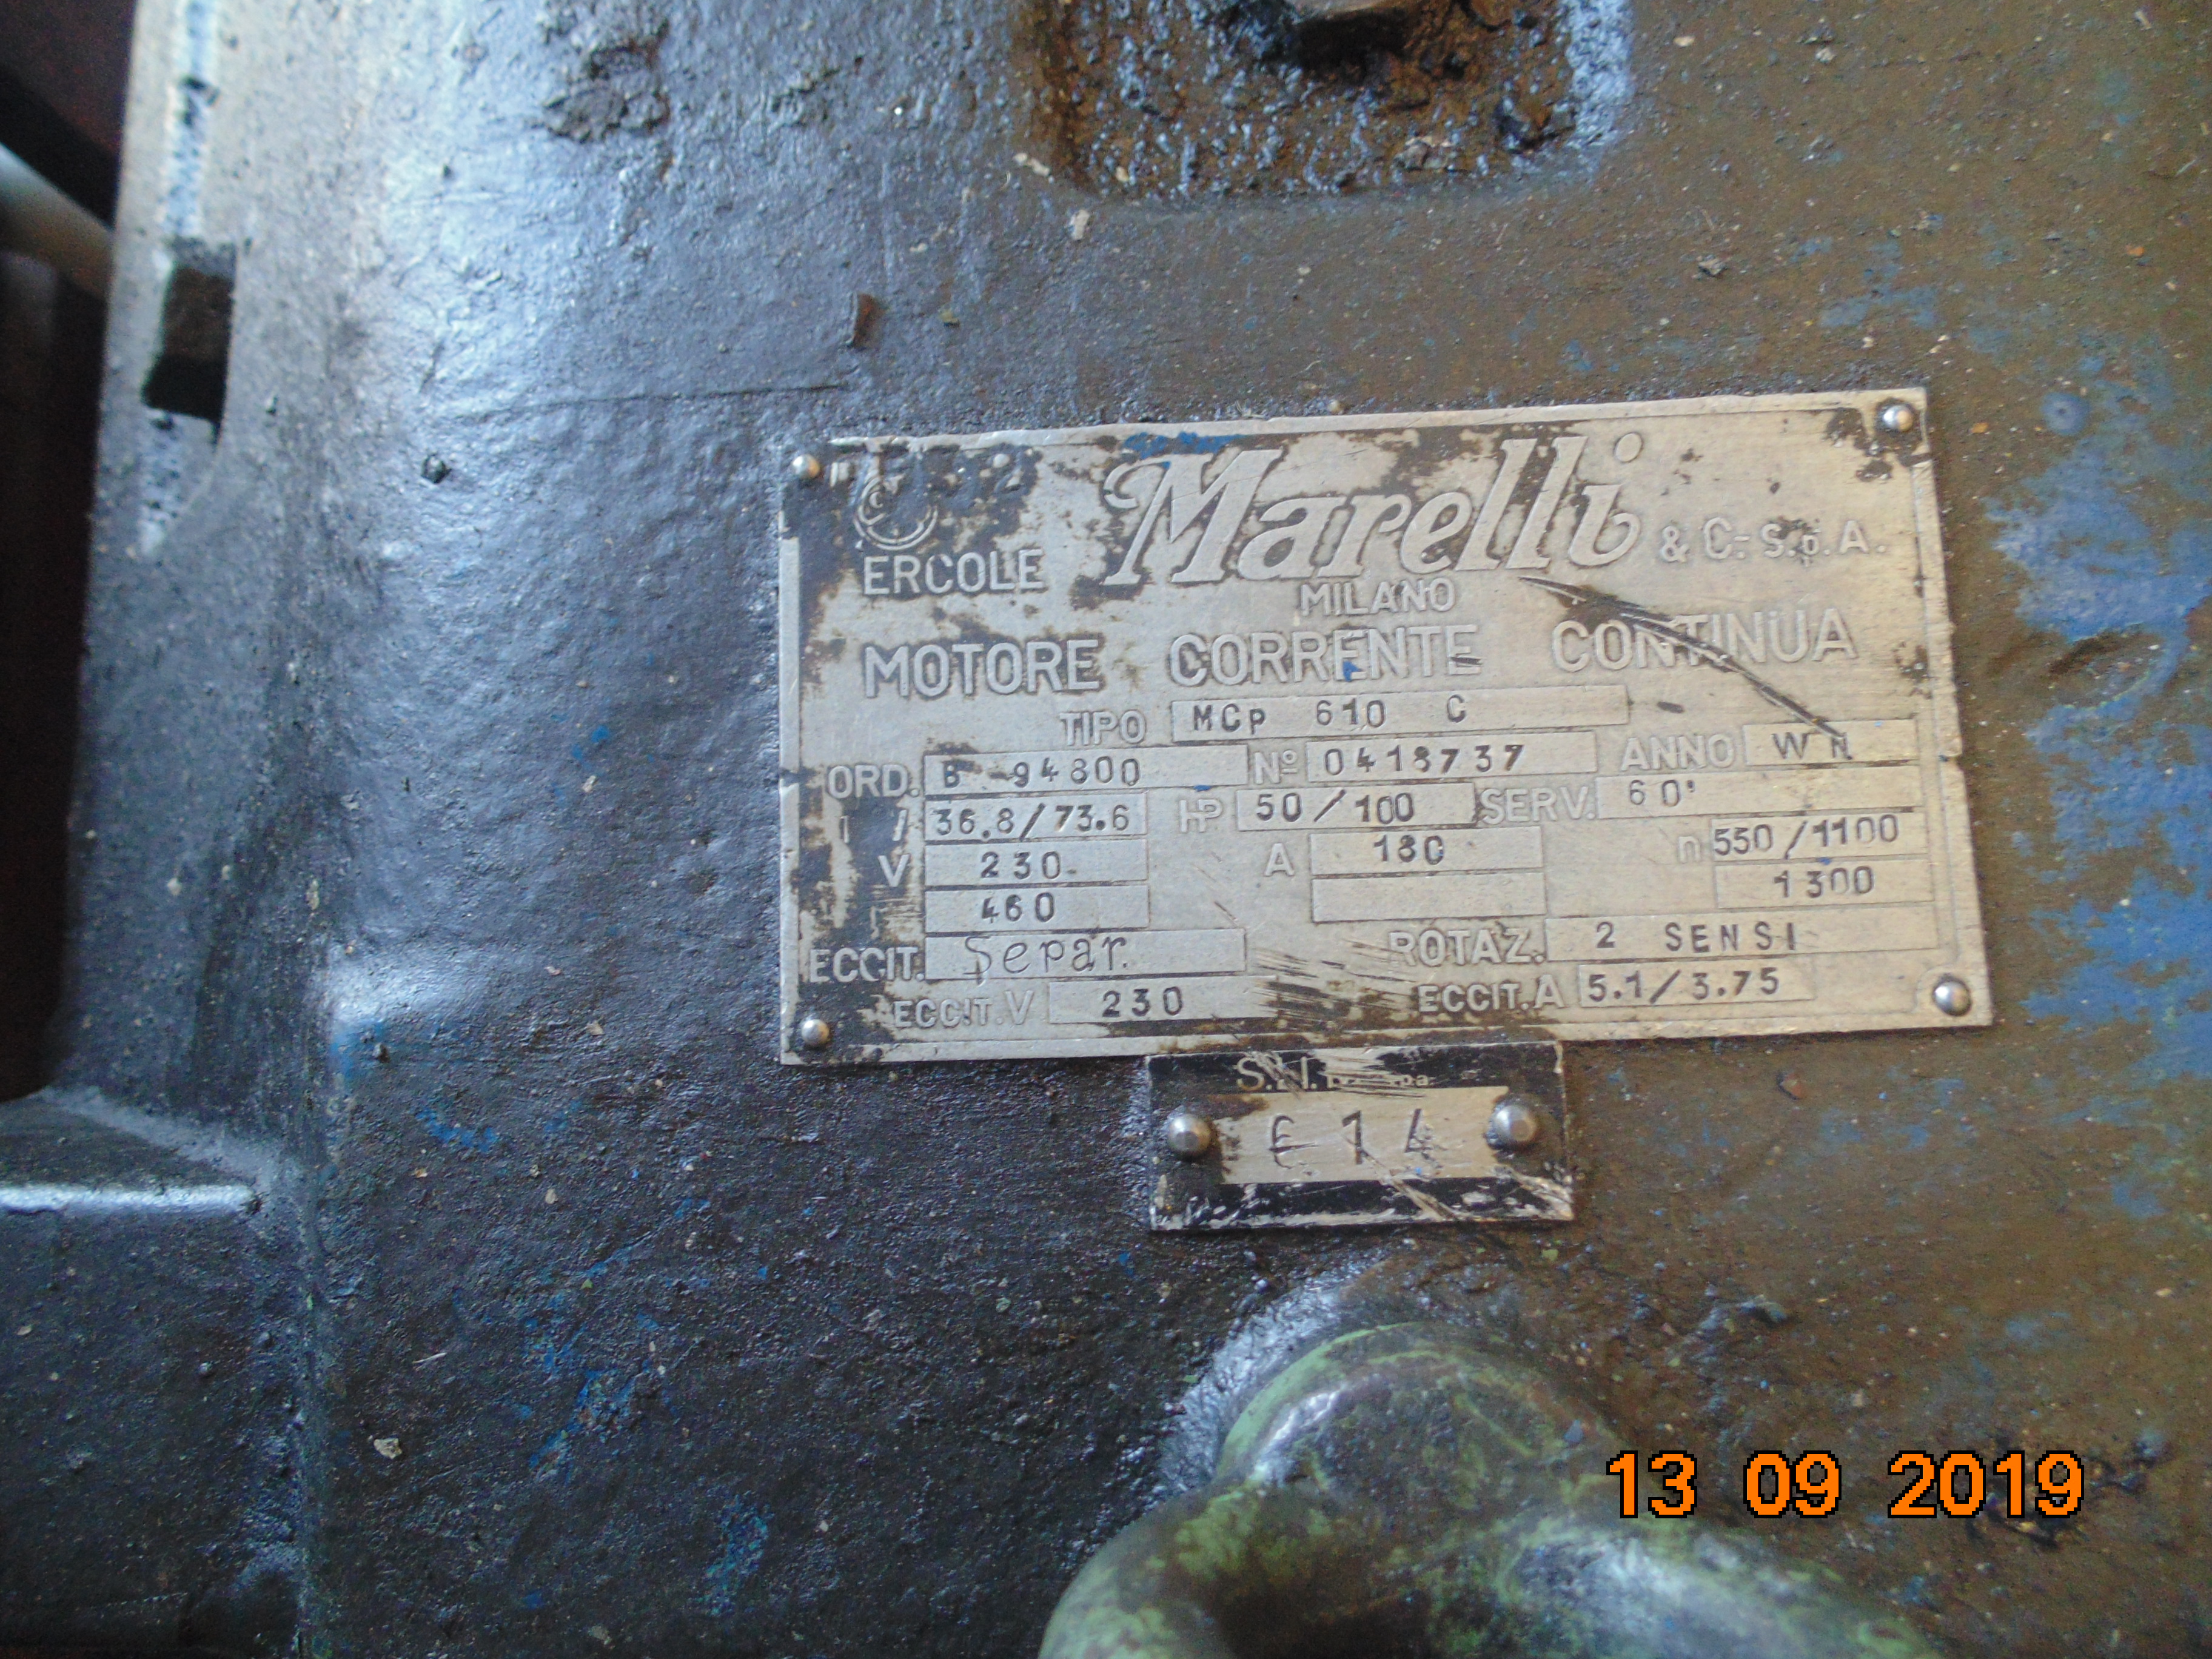 ERCOLE Marelli & C.- S.p.A.
MILANO
MOTORE CORRENTE CONTINUA
TIPO MCp 610 C
ORD. B-94800 Nº 0418737 ANNO WN
36.8/73.6 HP 50/100 SERV. 60'
V 230- A 180 n 550/1100
460 1300
ECCIT. Separ. ROTAZ. 2 SENSI
ECCIT. V 230 ECCIT. A 5.1/3.75
E 14
13 09 2019